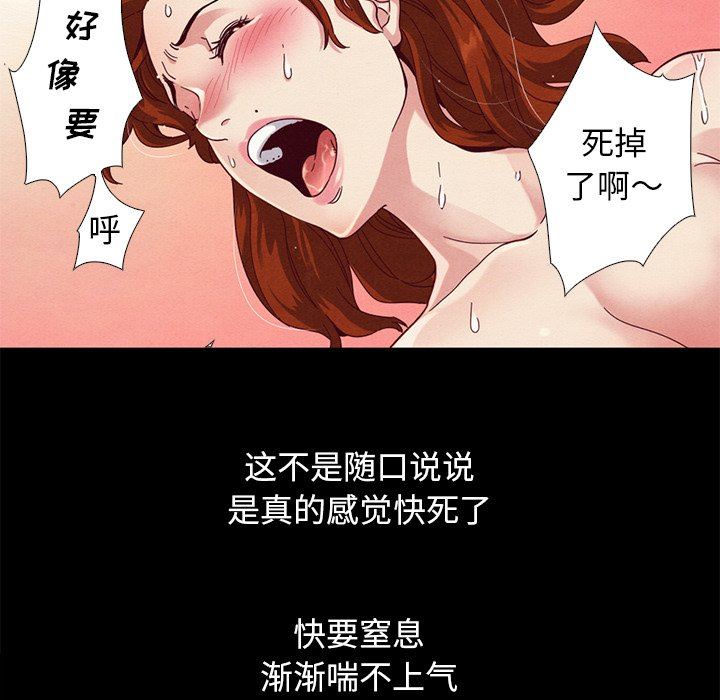 好像要
呼
死掉
了啊～
这不是随口说说
是真的感觉快死了
快要窒息
渐渐喘不上气